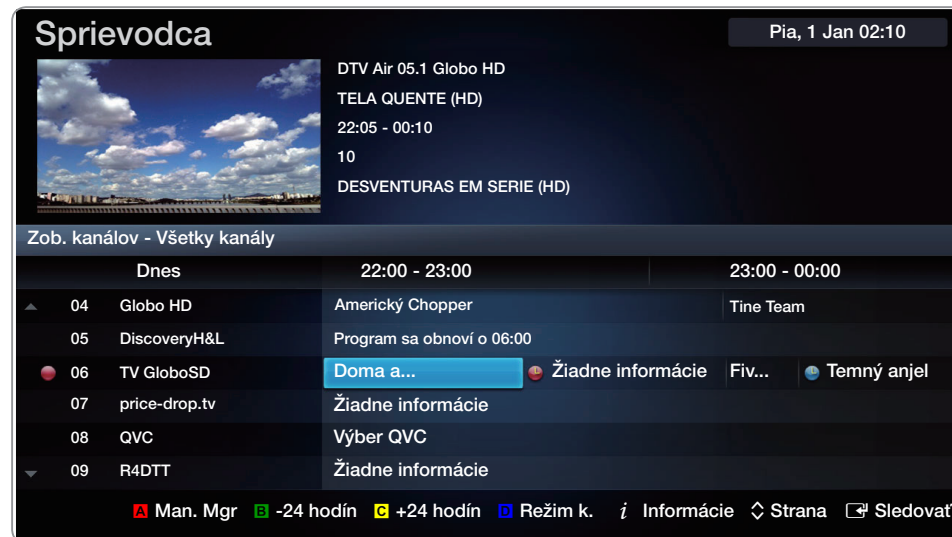 Sprievodca
Pia, 1 Jan 02:10
DTV Air 05.1 Globo HD
TELA QUENTE (HD)
22:05 - 00:10
10
DESVENTURAS EM SERIE (HD)
Zob. kanálov - Všetky kanály
Dnes 22:00 - 23:00 23:00 - 00:00
04 Globo HD Americký Chopper Tine Team
05 DiscoveryH&L Program sa obnoví o 06:00
06 TV GloboSD Doma a... Žiadne informácie Fiv... Temný anjel
07 price-drop.tv Žiadne informácie
08 QVC Výber QVC
09 R4DTT Žiadne informácie
A Man. Mgr B -24 hodín C +24 hodín D Režim k. i Informácie Strana Sledovať